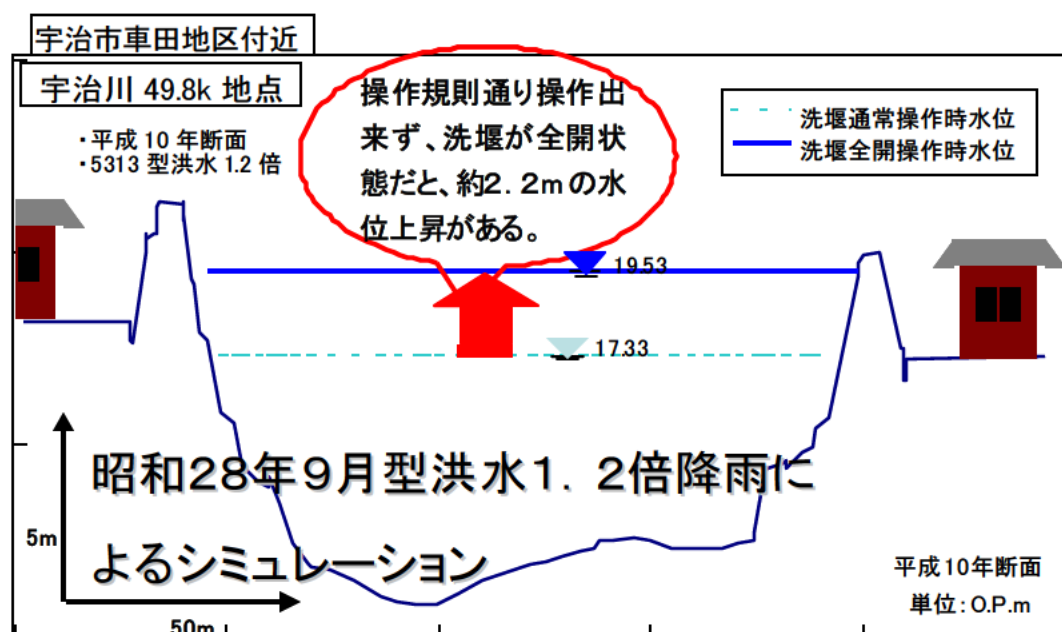 宇治市車田地区付近
宇治川 49.8k 地点
・平成 10 年断面
・5313 型洪水 1.2 倍
操作規則通り操作出
来ず、洗堰が全開状
態だと、約2.2mの水
位上昇がある。
洗堰通常操作時水位
洗堰全開操作時水位
19.53
17.33
昭和28年9月型洪水1.2倍降雨に
よるシミュレーション
5m
50m
平成10年断面
単位:O.P.m